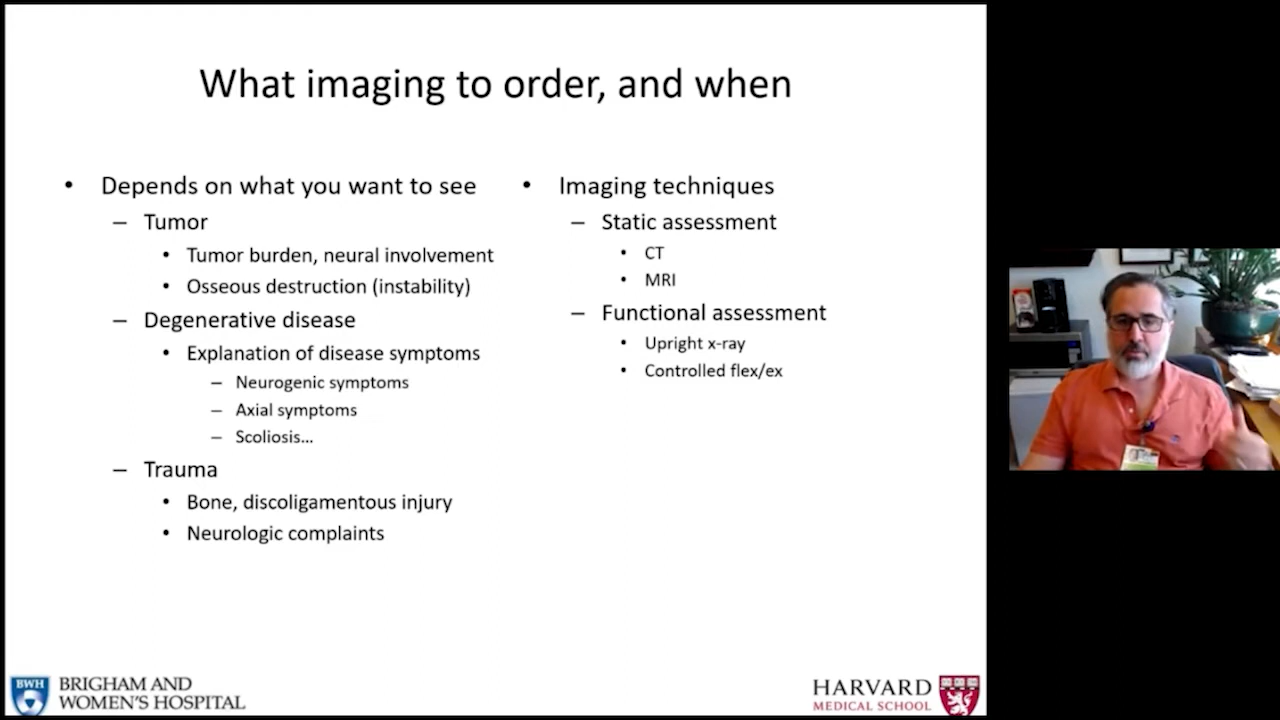 What imaging to order, and when
• Depends on what you want to see
– Tumor
• Tumor burden, neural involvement
• Osseous destruction (instability)
– Degenerative disease
• Explanation of disease symptoms
– Neurogenic symptoms
– Axial symptoms
– Scoliosis...
– Trauma
• Bone, discoligamentous injury
• Neurologic complaints
• Imaging techniques
– Static assessment
• CT
• MRI
– Functional assessment
• Upright x-ray
• Controlled flex/ex
BWH
BRIGHAM AND
WOMEN'S HOSPITAL
HARVARD
MEDICAL SCHOOL